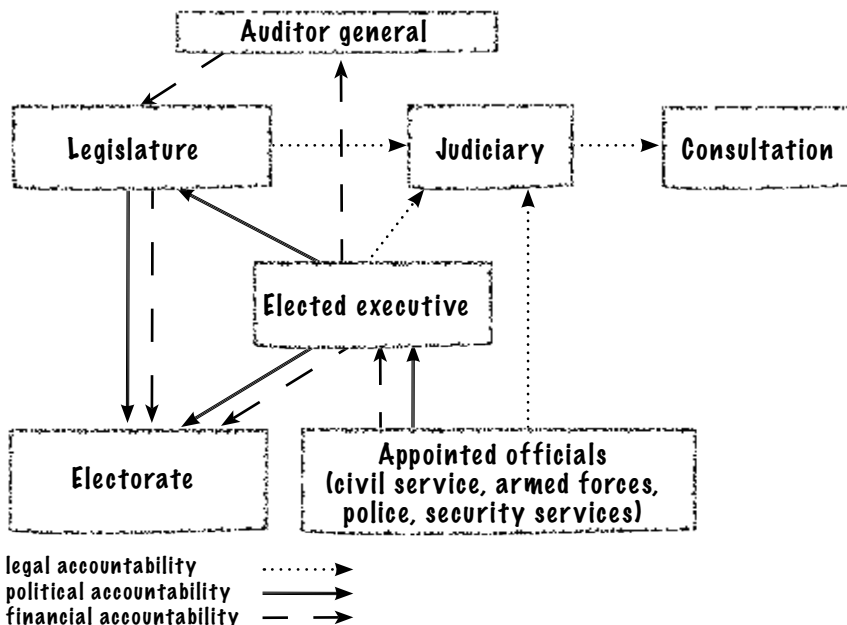 Auditor general
Legislature
Judiciary
Consultation
Elected executive
Electorate
Appointed officials
(civil service, armed forces,
police, security services)
legal accountability
political accountability
financial accountability